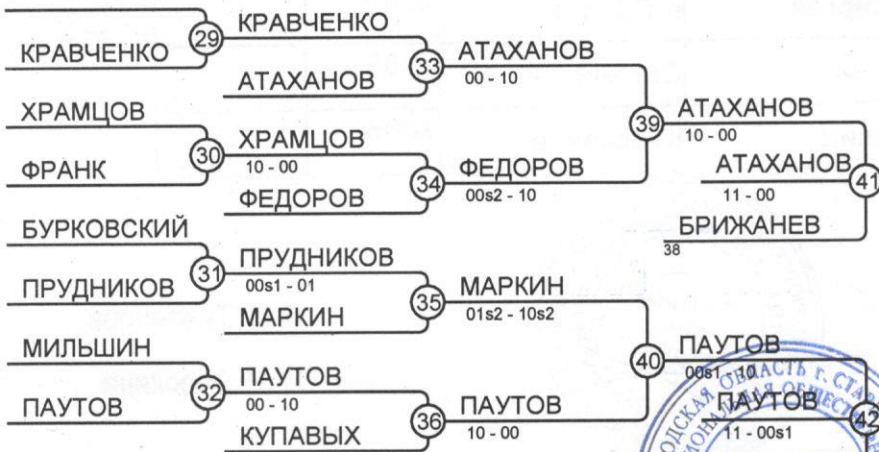 29 КРАВЧЕНКО
КРАВЧЕНКО 33 АТАХАНОВ
АТАХАНОВ 00 - 10
ХРАМЦОВ 39 АТАХАНОВ
30 ХРАМЦОВ 10 - 00
10 - 00 АТАХАНОВ 41
ФРАНК 34 ФЕДОРОВ 11 - 00
ФЕДОРОВ 00s2 - 10
БУРКОВСКИЙ БРИЖАНЕВ
38
31 ПРУДНИКОВ
ПРУДНИКОВ 00s1 - 01 35 МАРКИН
МАРКИН 01s2 - 10s2
МИЛЬШИН 40 ПАУТОВ
32 ПАУТОВ 00s1 - 10
ПАУТОВ 00 - 10 ПАУТОВ 42
36 ПАУТОВ 11 - 00s1
КУПАВЫХ 10 - 00
ОБЛАСТЬ г.